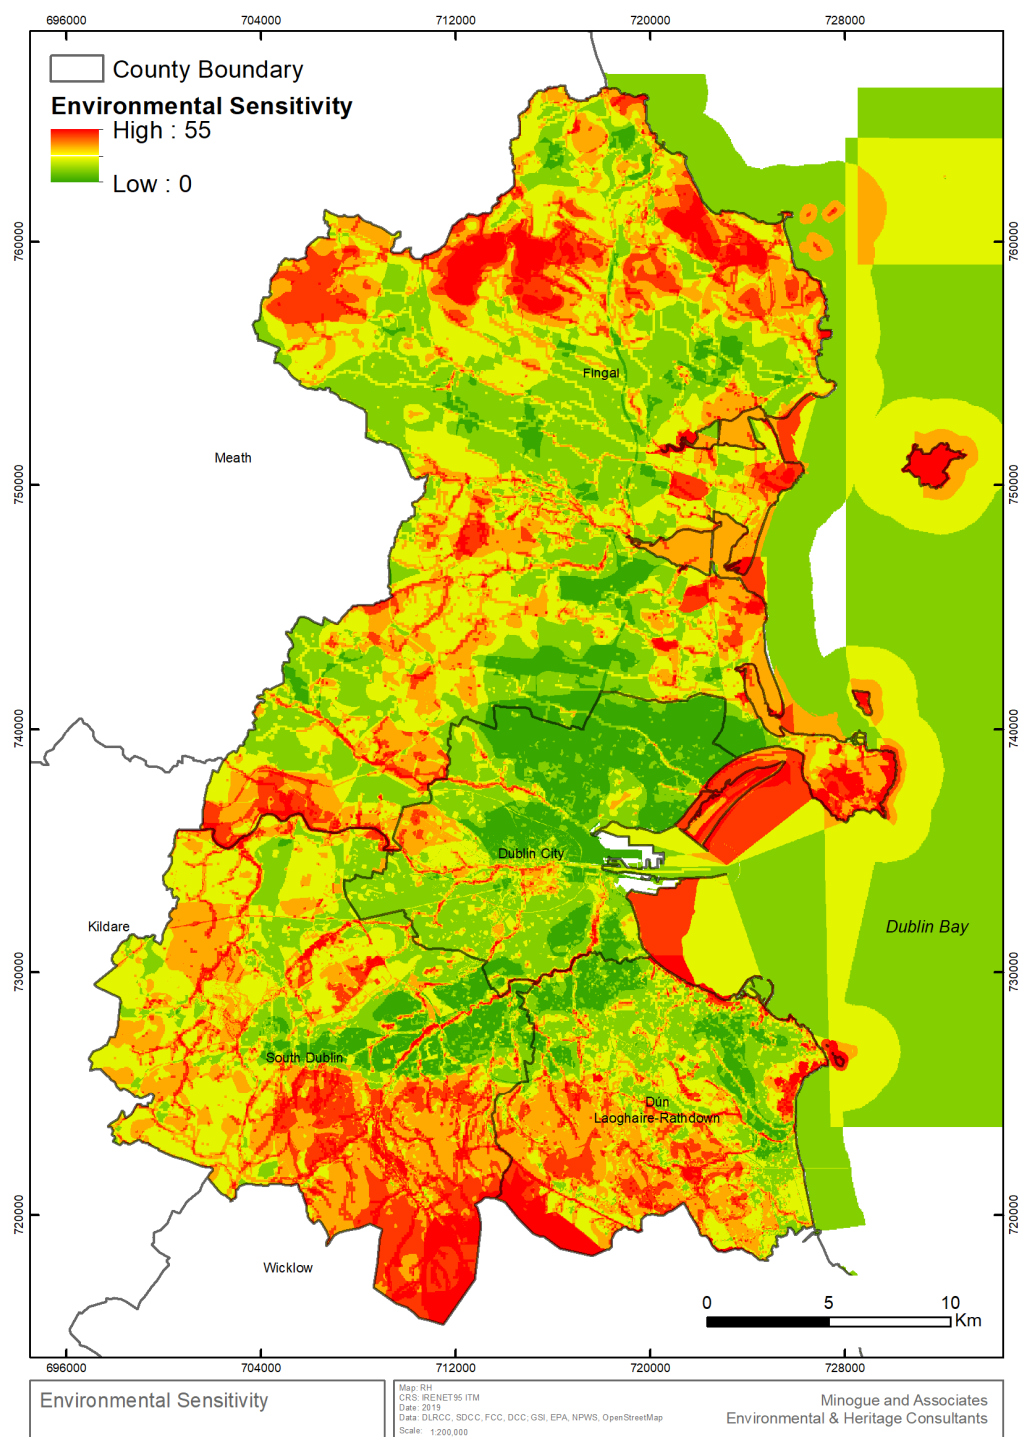 696000 704000 712000 720000 728000
County Boundary
Environmental Sensitivity
High : 55
Low : 0
760000 760000
Fingal
Meath
750000 750000
740000 740000
Dublin City
Kildare
Dublin Bay
730000 730000
South Dublin
Dún
Laoghaire-Rathdown
720000 720000
Wicklow
0 5 10
Km
696000 704000 712000 720000 728000
Environmental Sensitivity
Map: RH
CRS: IRENET95 ITM
Date: 2019
Data: DLRCC, SDCC, FCC, DCC; GSI, EPA, NPWS, OpenStreetMap
Scale: 1:200,000
Minogue and Associates
Environmental & Heritage Consultants